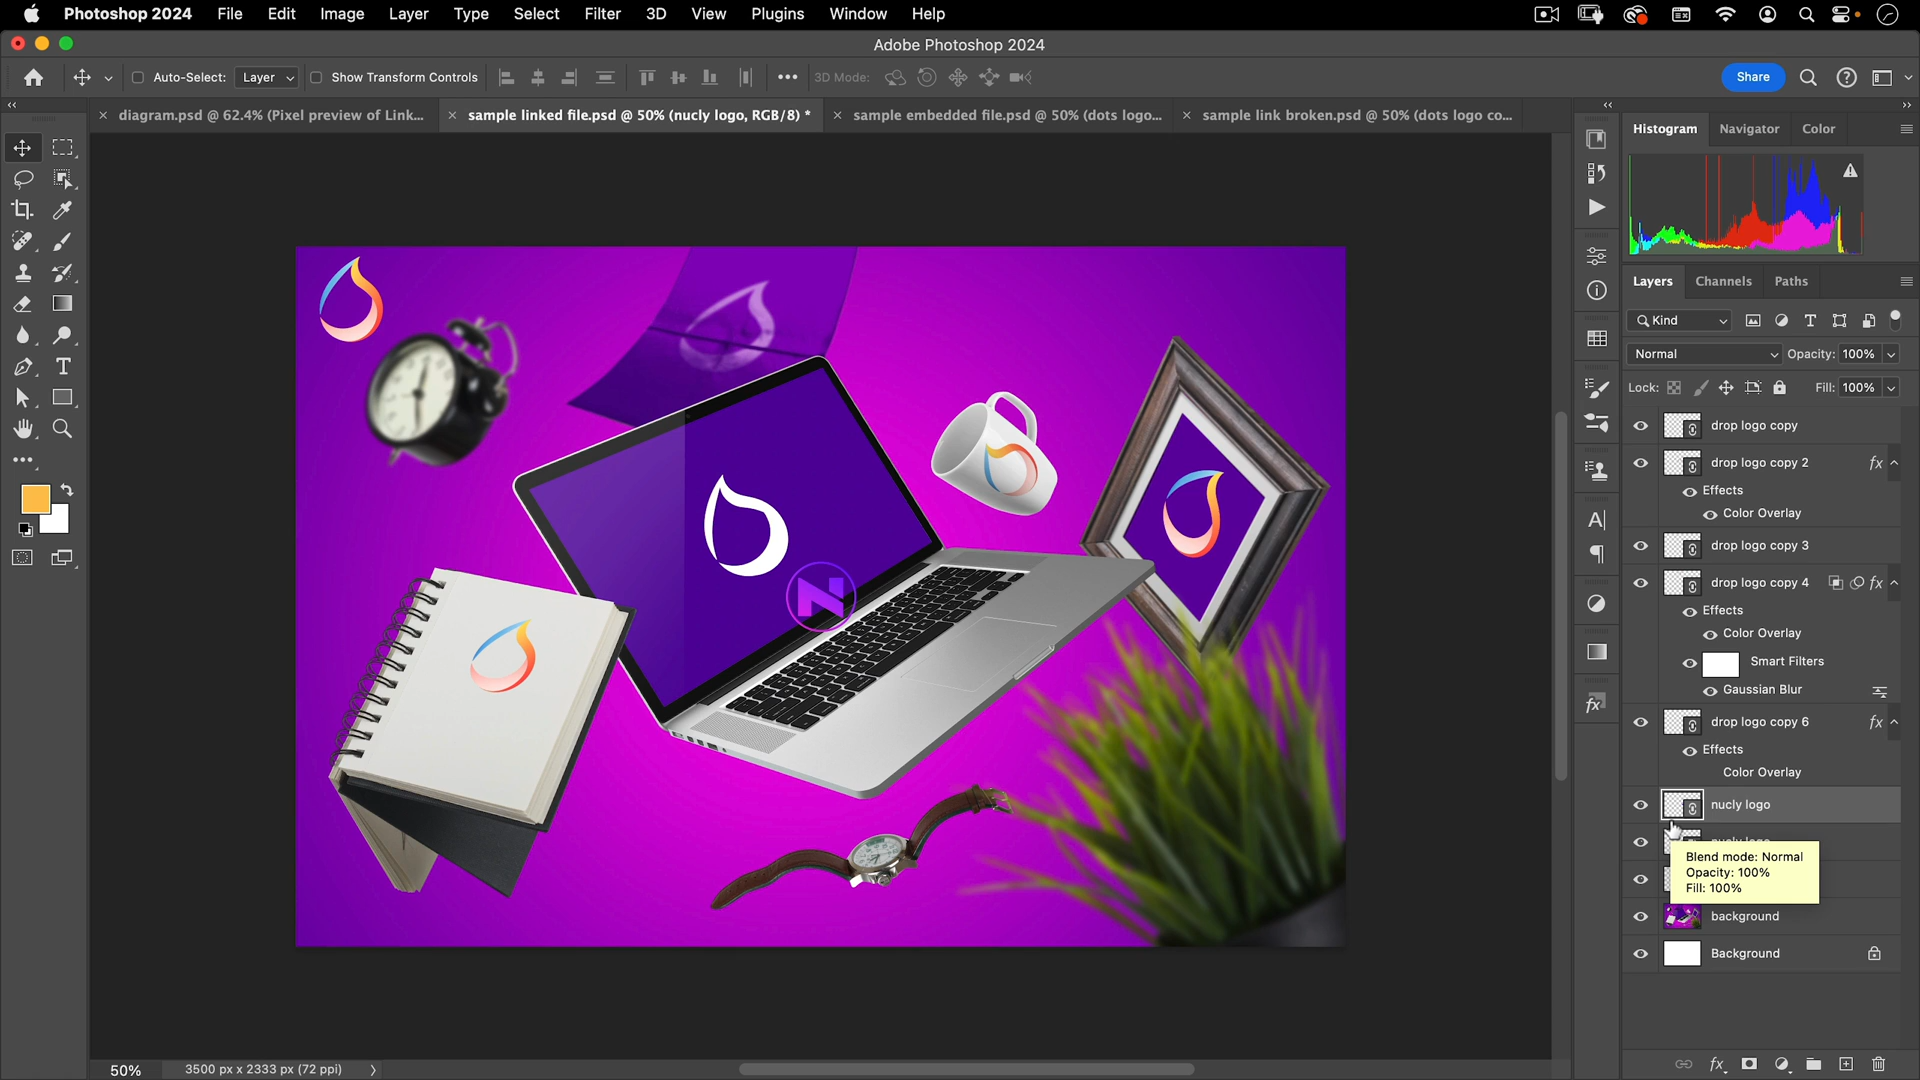 Photoshop 2024 File Edit Image Layer Type Select Filter 3D View Plugins Window Help
Adobe Photoshop 2024
Auto-Select: Layer Show Transform Controls 3D Mode: Share
diagram.psd @ 62.4% (Pixel preview of Link... sample linked file.psd @ 50% (nucly logo, RGB/8) * sample embedded file.psd @ 50% (dots logo... sample link broken.psd @ 50% (dots logo co...
Histogram Navigator Color
Layers Channels Paths
Kind
Normal Opacity: 100%
Lock: Fill: 100%
drop logo copy
drop logo copy 2 fx
Effects
Color Overlay
drop logo copy 3
drop logo copy 4 fx
Effects
Color Overlay
Smart Filters
Gaussian Blur
drop logo copy 6 fx
Effects
Color Overlay
nucly logo
Blend mode: Normal
Opacity: 100%
Fill: 100%
background
Background
50% 3500 px x 2333 px (72 ppi)